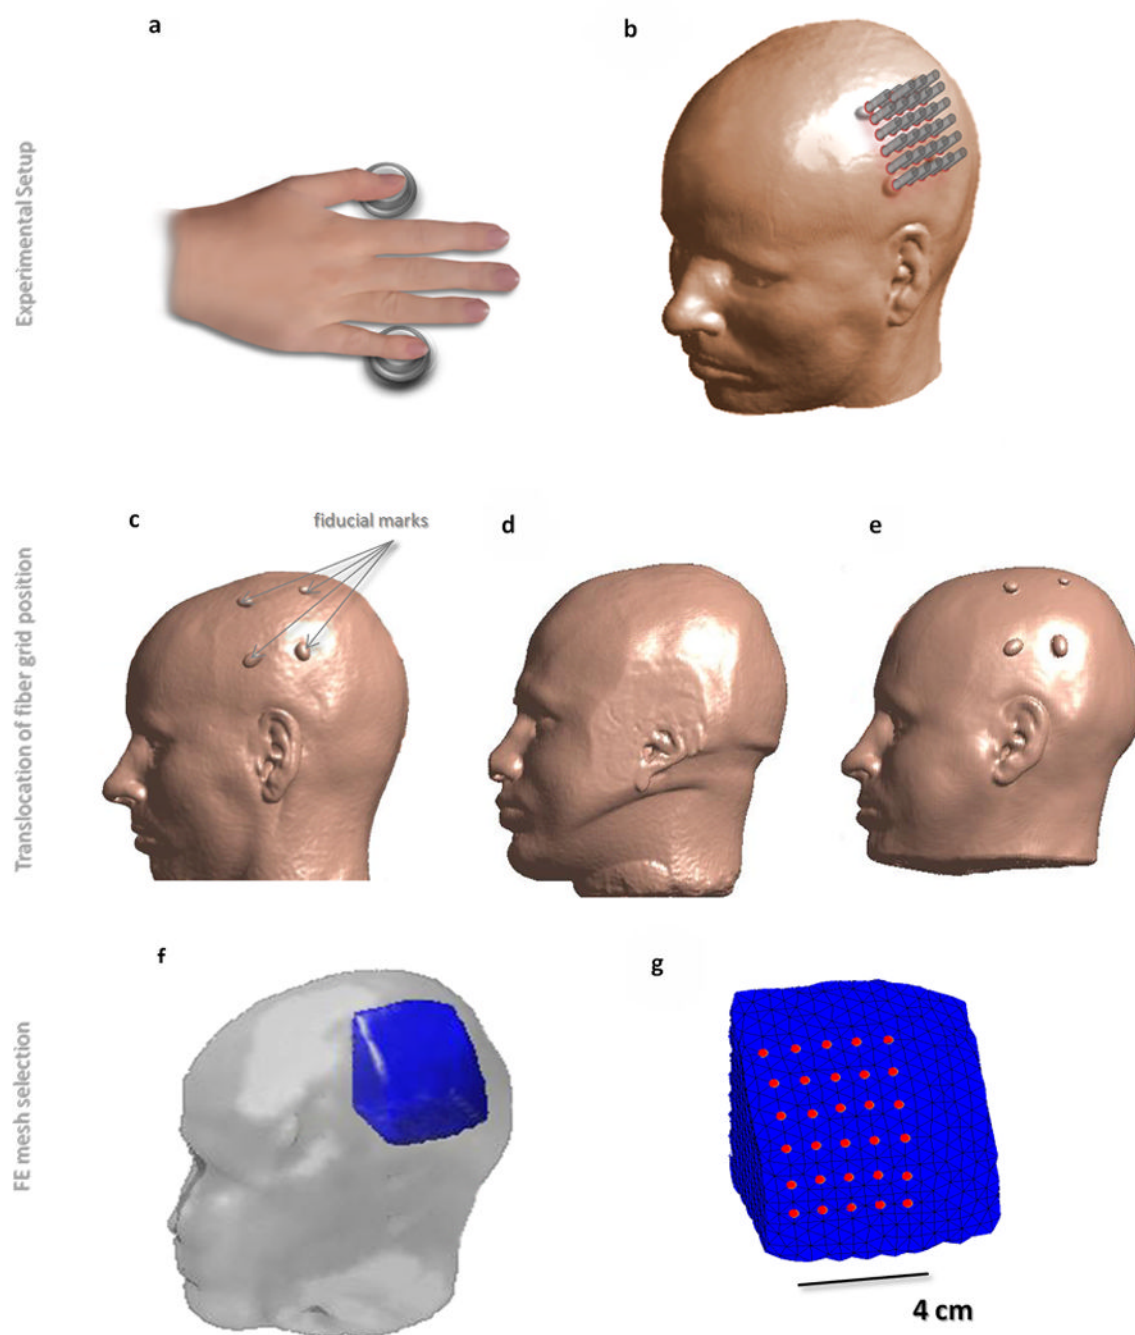 a
b
Experimental Setup
c
fiducial marks
d
e
Translocation of fiber grid position
f
g
FE mesh selection
4 cm